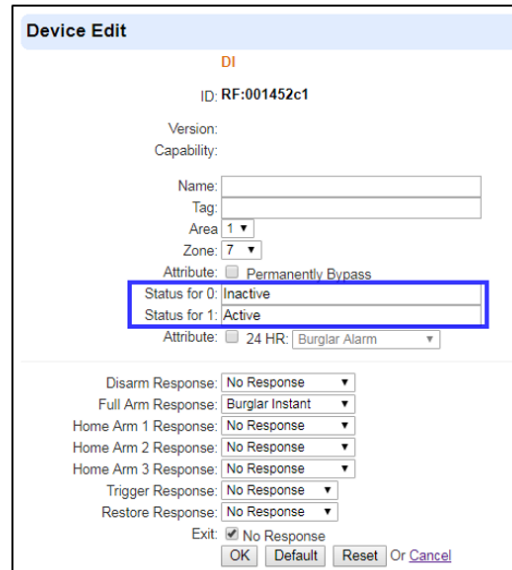 Device Edit
DI
ID: RF:001452c1
Version:
Capability:
Name:
Tag:
Area 1
Zone: 7
Attribute: Permanently Bypass
Status for 0: Inactive
Status for 1: Active
Attribute: 24 HR: Burglar Alarm
Disarm Response: No Response
Full Arm Response: Burglar Instant
Home Arm 1 Response: No Response
Home Arm 2 Response: No Response
Home Arm 3 Response: No Response
Trigger Response: No Response
Restore Response: No Response
Exit: No Response
OK Default Reset Or Cancel